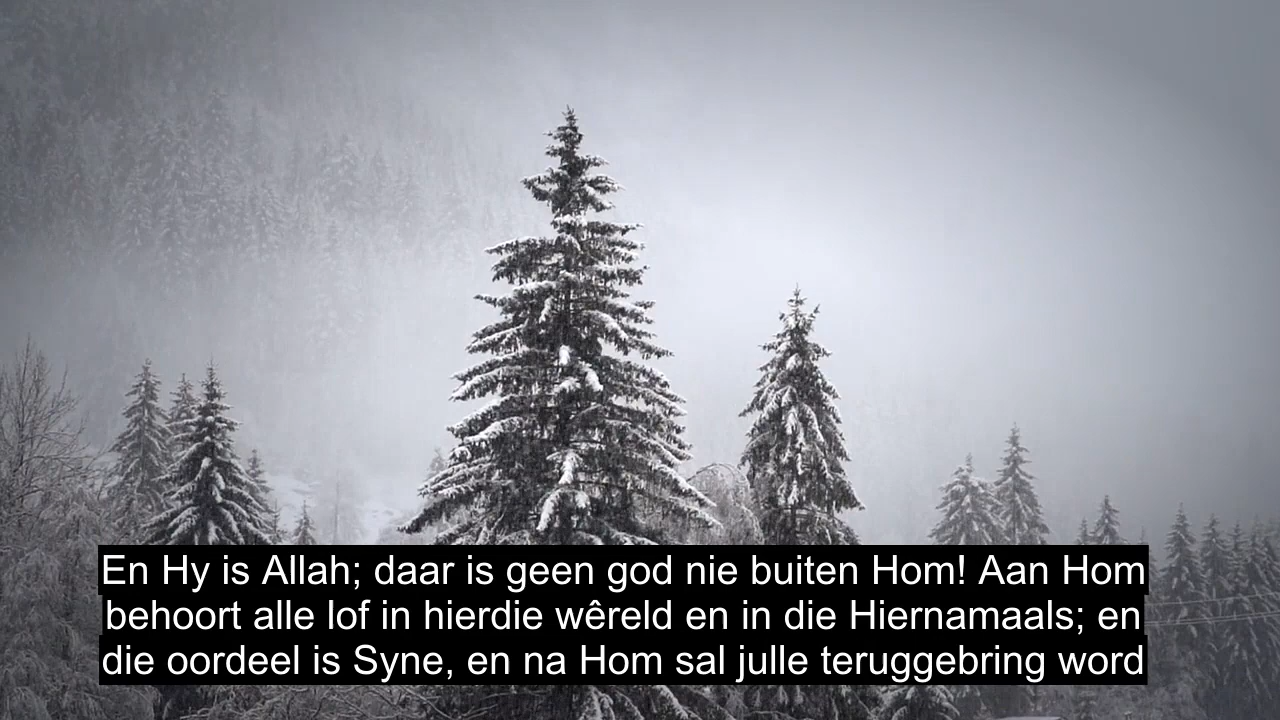 En Hy is Allah; daar is geen god nie buiten Hom! Aan Hom
behoort alle lof in hierdie wêreld en in die Hiernamaals; en
die oordeel is Syne, en na Hom sal julle teruggebring word